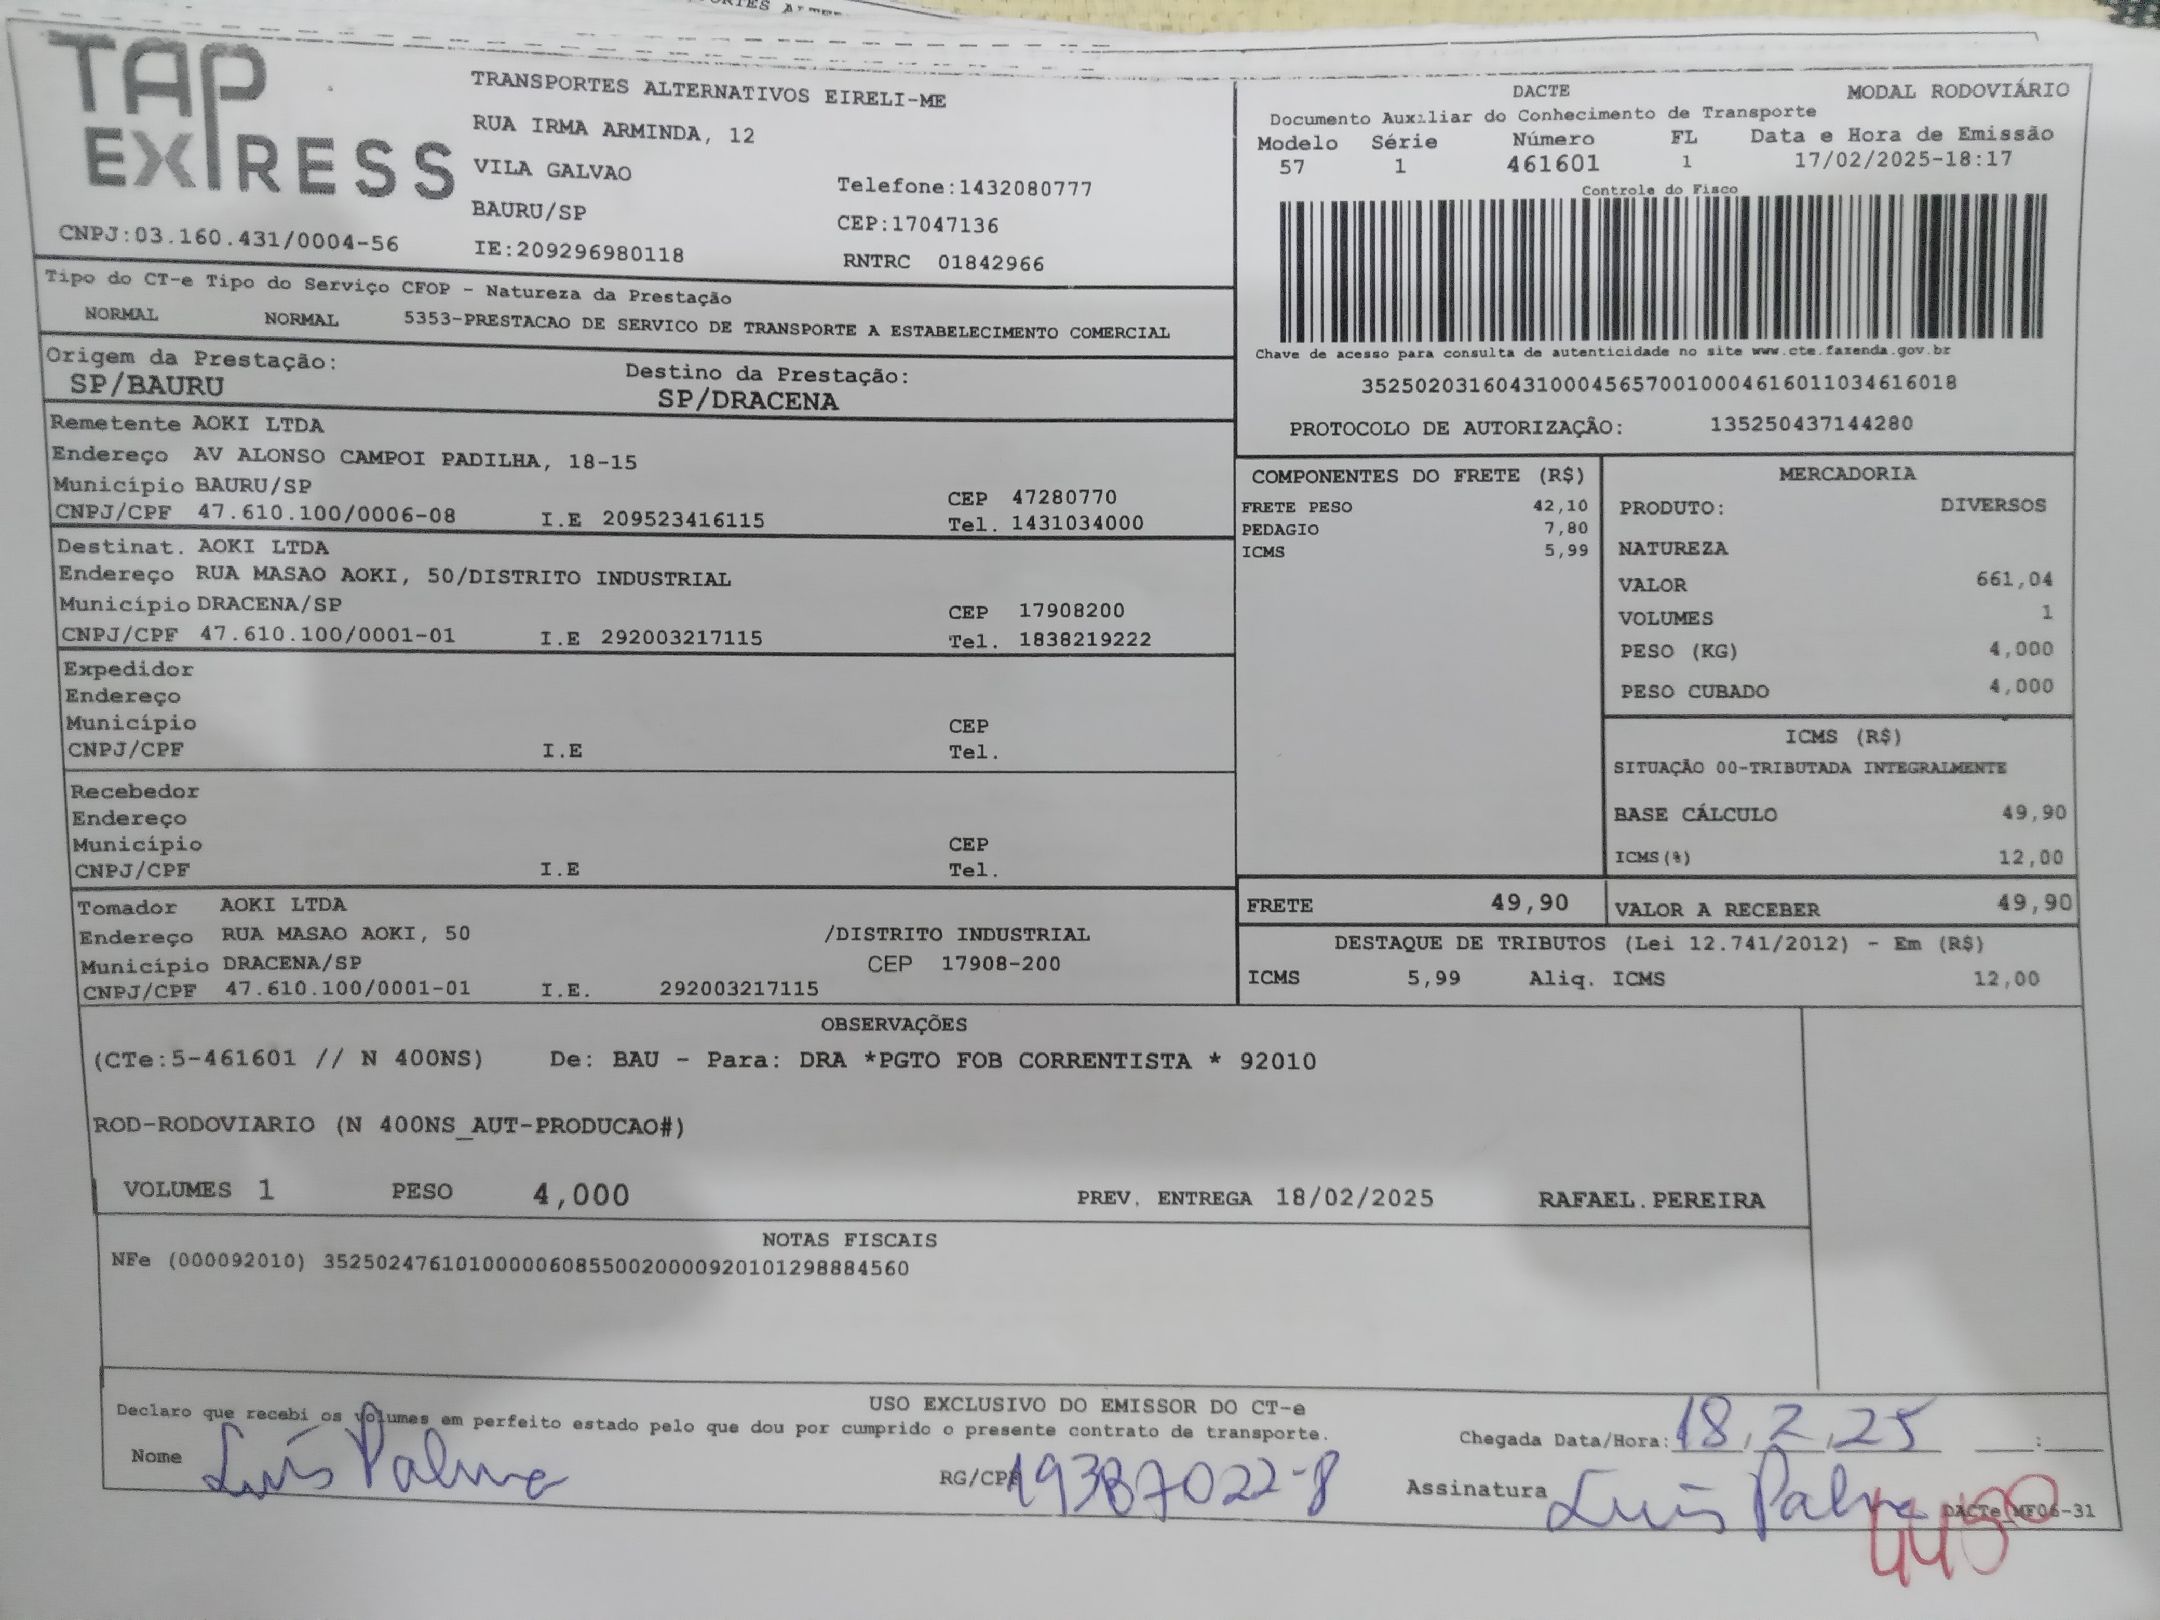 TAP
EXPRESS
CNPJ:03.160.431/0004-56
TRANSPORTES ALTERNATIVOS EIRELI-ME
RUA IRMA ARMINDA, 12
VILA GALVAO
Telefone:1432080777
BAURU/SP
CEP:17047136
IE:209296980118
RNTRC 01842966
DACTE
MODAL RODOVIÁRIO
Documento Auxiliar do Conhecimento de Transporte
Modelo Série Número FL Data e Hora de Emissão
57 1 461601 1 17/02/2025-18:17
Controle do Fisco
Chave de acesso para consulta de autenticidade no site www.cte.fazenda.gov.br
35250203160431000456570010004616011034616018
PROTOCOLO DE AUTORIZAÇÃO: 135250437144280
Tipo do CT-e Tipo do Serviço CFOP - Natureza da Prestação
NORMAL NORMAL 5353-PRESTACAO DE SERVICO DE TRANSPORTE A ESTABELECIMENTO COMERCIAL
Origem da Prestação: Destino da Prestação:
SP/BAURU SP/DRACENA
Remetente AOKI LTDA
Endereço AV ALONSO CAMPOI PADILHA, 18-15
Município BAURU/SP CEP 47280770
CNPJ/CPF 47.610.100/0006-08 I.E 209523416115 Tel. 1431034000
Destinat. AOKI LTDA
Endereço RUA MASAO AOKI, 50/DISTRITO INDUSTRIAL
Município DRACENA/SP CEP 17908200
CNPJ/CPF 47.610.100/0001-01 I.E 292003217115 Tel. 1838219222
Expedidor
Endereço
Município CEP
CNPJ/CPF I.E Tel.
Recebedor
Endereço
Município CEP
CNPJ/CPF I.E Tel.
Tomador AOKI LTDA
Endereço RUA MASAO AOKI, 50 /DISTRITO INDUSTRIAL
Município DRACENA/SP CEP 17908-200
CNPJ/CPF 47.610.100/0001-01 I.E. 292003217115
COMPONENTES DO FRETE (R$)
FRETE PESO 42,10
PEDAGIO 7,80
ICMS 5,99
MERCADORIA
PRODUTO: DIVERSOS
NATUREZA
VALOR 661,04
VOLUMES 1
PESO (KG) 4,000
PESO CUBADO 4,000
ICMS (R$)
SITUAÇÃO 00-TRIBUTADA INTEGRALMENTE
BASE CÁLCULO 49,90
ICMS(%) 12,00
FRETE 49,90 VALOR A RECEBER 49,90
DESTAQUE DE TRIBUTOS (Lei 12.741/2012) - Em (R$)
ICMS 5,99 Aliq. ICMS 12,00
OBSERVAÇÕES
(CTe:5-461601 // N 400NS) De: BAU - Para: DRA *PGTO FOB CORRENTISTA * 92010
ROD-RODOVIARIO (N 400NS_AUT-PRODUCAO#)
VOLUMES 1 PESO 4,000 PREV. ENTREGA 18/02/2025 RAFAEL.PEREIRA
NOTAS FISCAIS
NFe (000092010) 35250247610100000608550020000920101298884560
USO EXCLUSIVO DO EMISSOR DO CT-e
Declaro que recebi os volumes em perfeito estado pelo que dou por cumprido o presente contrato de transporte.
Chegada Data/Hora: 18,2,25 :
Nome Luís Palma RG/CPF 19387022-8 Assinatura Luís Palma
DACTe_MF06-31